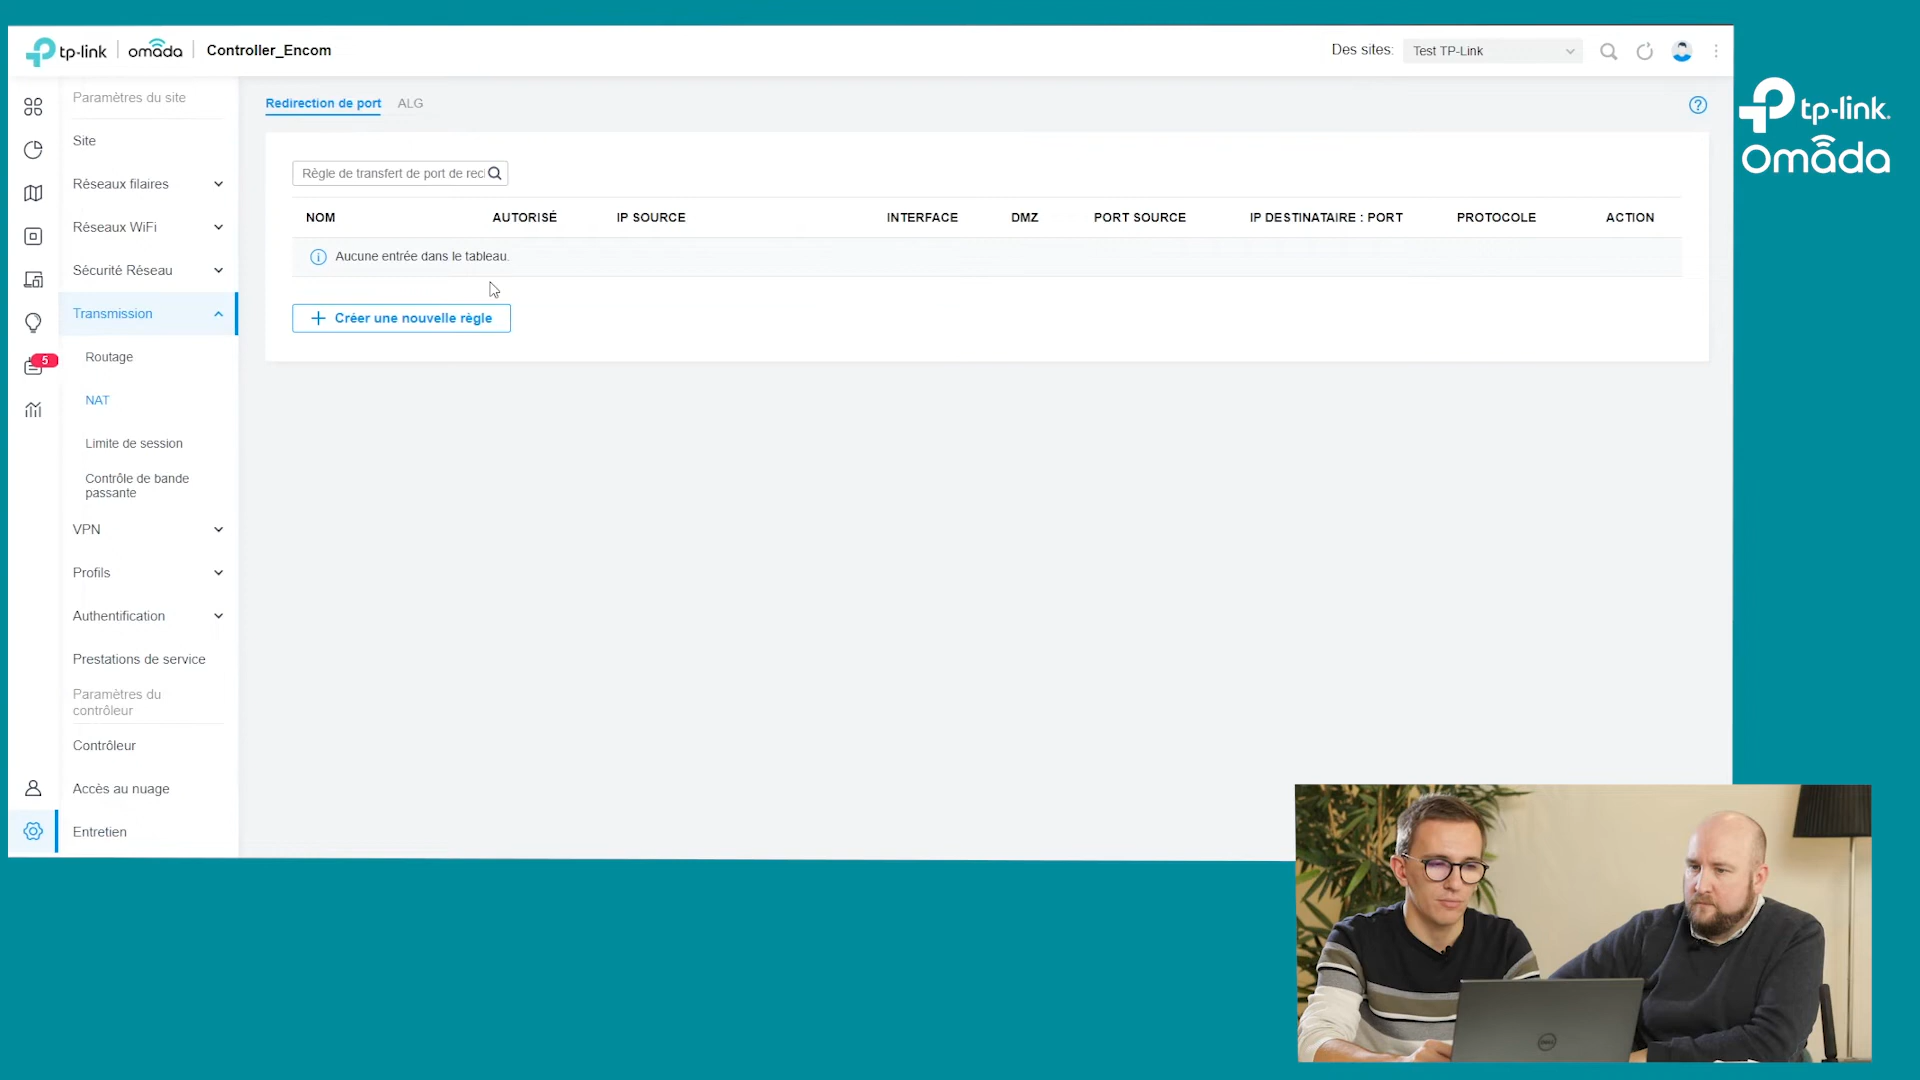 tp-link
omada
Controller_Encom
Des sites:
Test TP-Link
tp-link
omada
Paramètres du site
Site
Réseaux filaires
Réseaux WiFi
Sécurité Réseau
Transmission
Routage
NAT
Limite de session
Contrôle de bande
passante
VPN
Profils
Authentification
Prestations de service
Paramètres du
contrôleur
Contrôleur
Accès au nuage
Entretien
5
Redirection de port
ALG
Règle de transfert de port de rec
NOM
AUTORISÉ
IP SOURCE
INTERFACE
DMZ
PORT SOURCE
IP DESTINATAIRE : PORT
PROTOCOLE
ACTION
Aucune entrée dans le tableau.
Créer une nouvelle règle
DELL